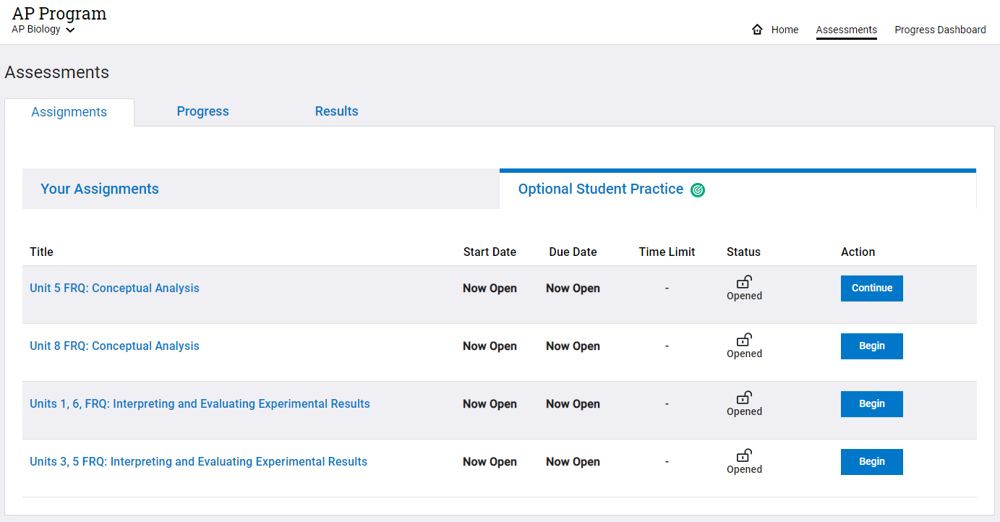 AP Program
AP Biology
Home Assessments Progress Dashboard
Assessments
Assignments Progress Results
Your Assignments Optional Student Practice
Title Start Date Due Date Time Limit Status Action
Unit 5 FRQ: Conceptual Analysis Now Open Now Open - Opened Continue
Unit 8 FRQ: Conceptual Analysis Now Open Now Open - Opened Begin
Units 1, 6, FRQ: Interpreting and Evaluating Experimental Results Now Open Now Open - Opened Begin
Units 3, 5 FRQ: Interpreting and Evaluating Experimental Results Now Open Now Open - Opened Begin